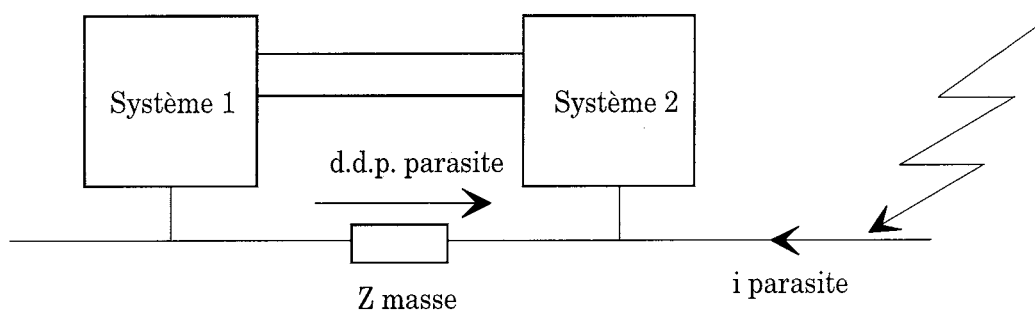 Système 1
Système 2
d.d.p. parasite
Z masse
i parasite